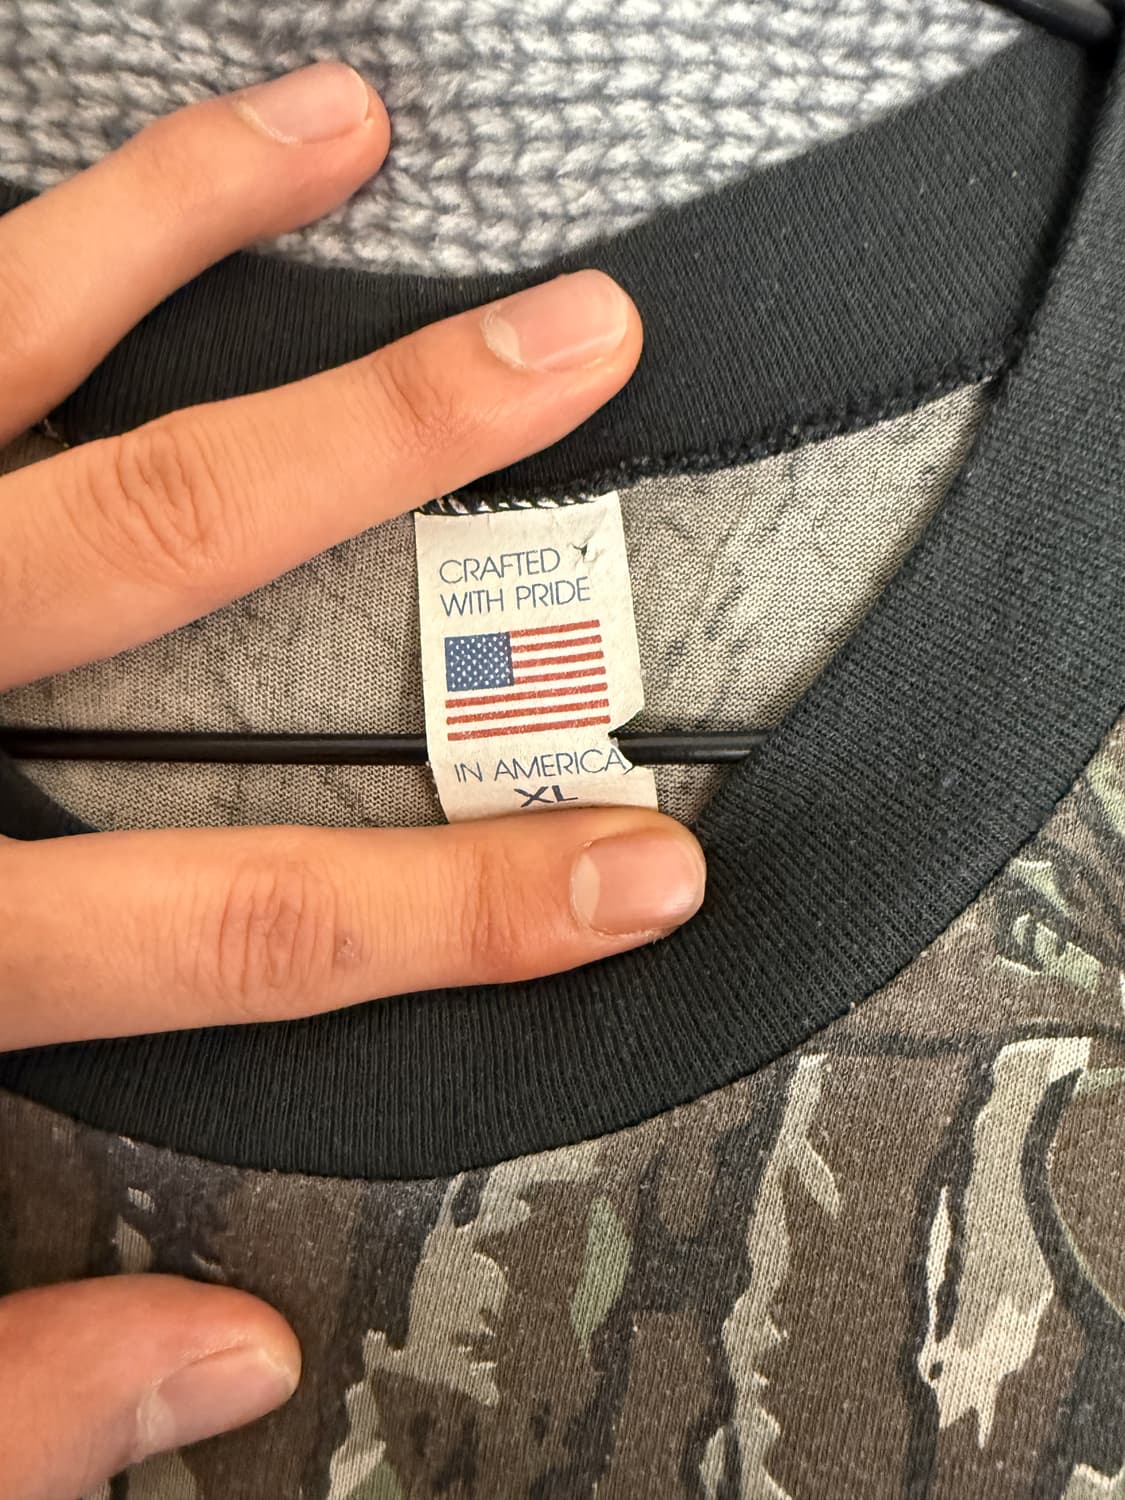 CRAFTED
WITH PRIDE
IN AMERICA
XL